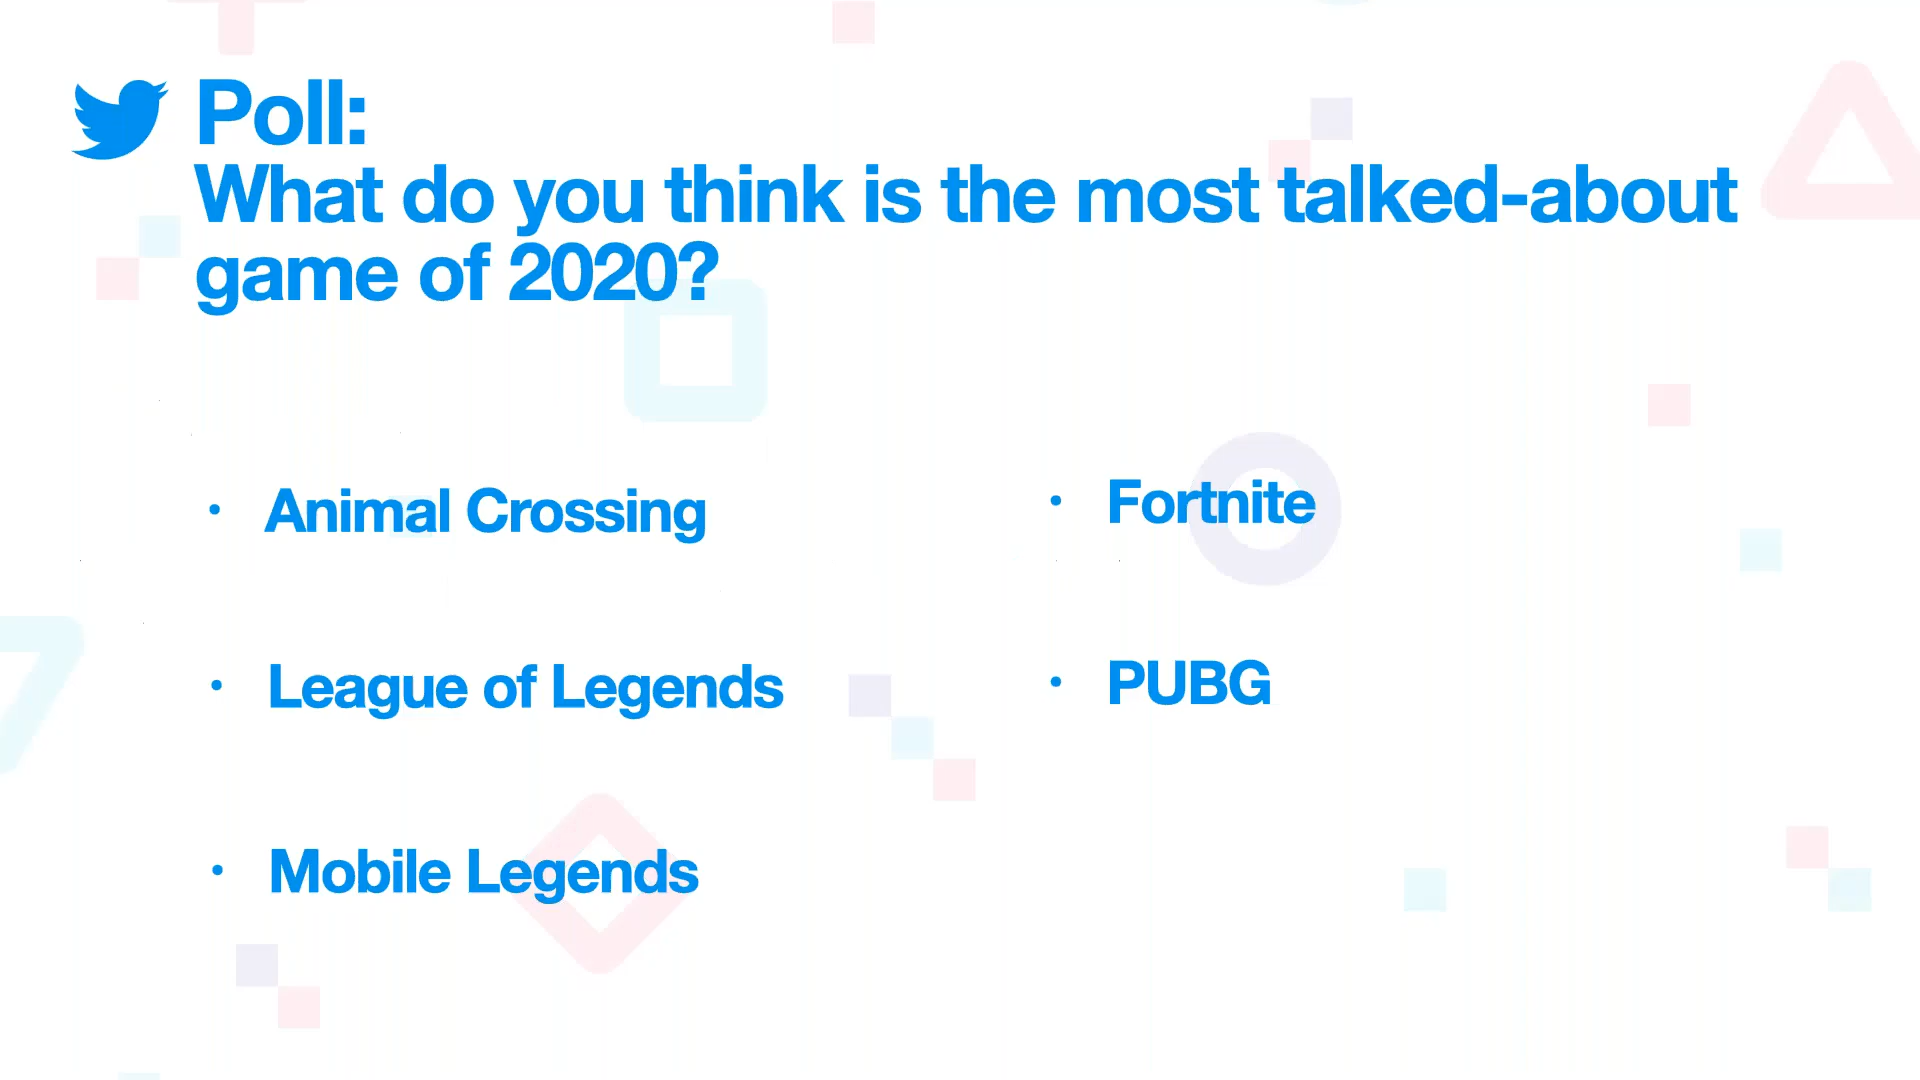 Poll:
What do you think is the most talked-about
game of 2020?
· Animal Crossing
· League of Legends
· Mobile Legends
· Fortnite
· PUBG